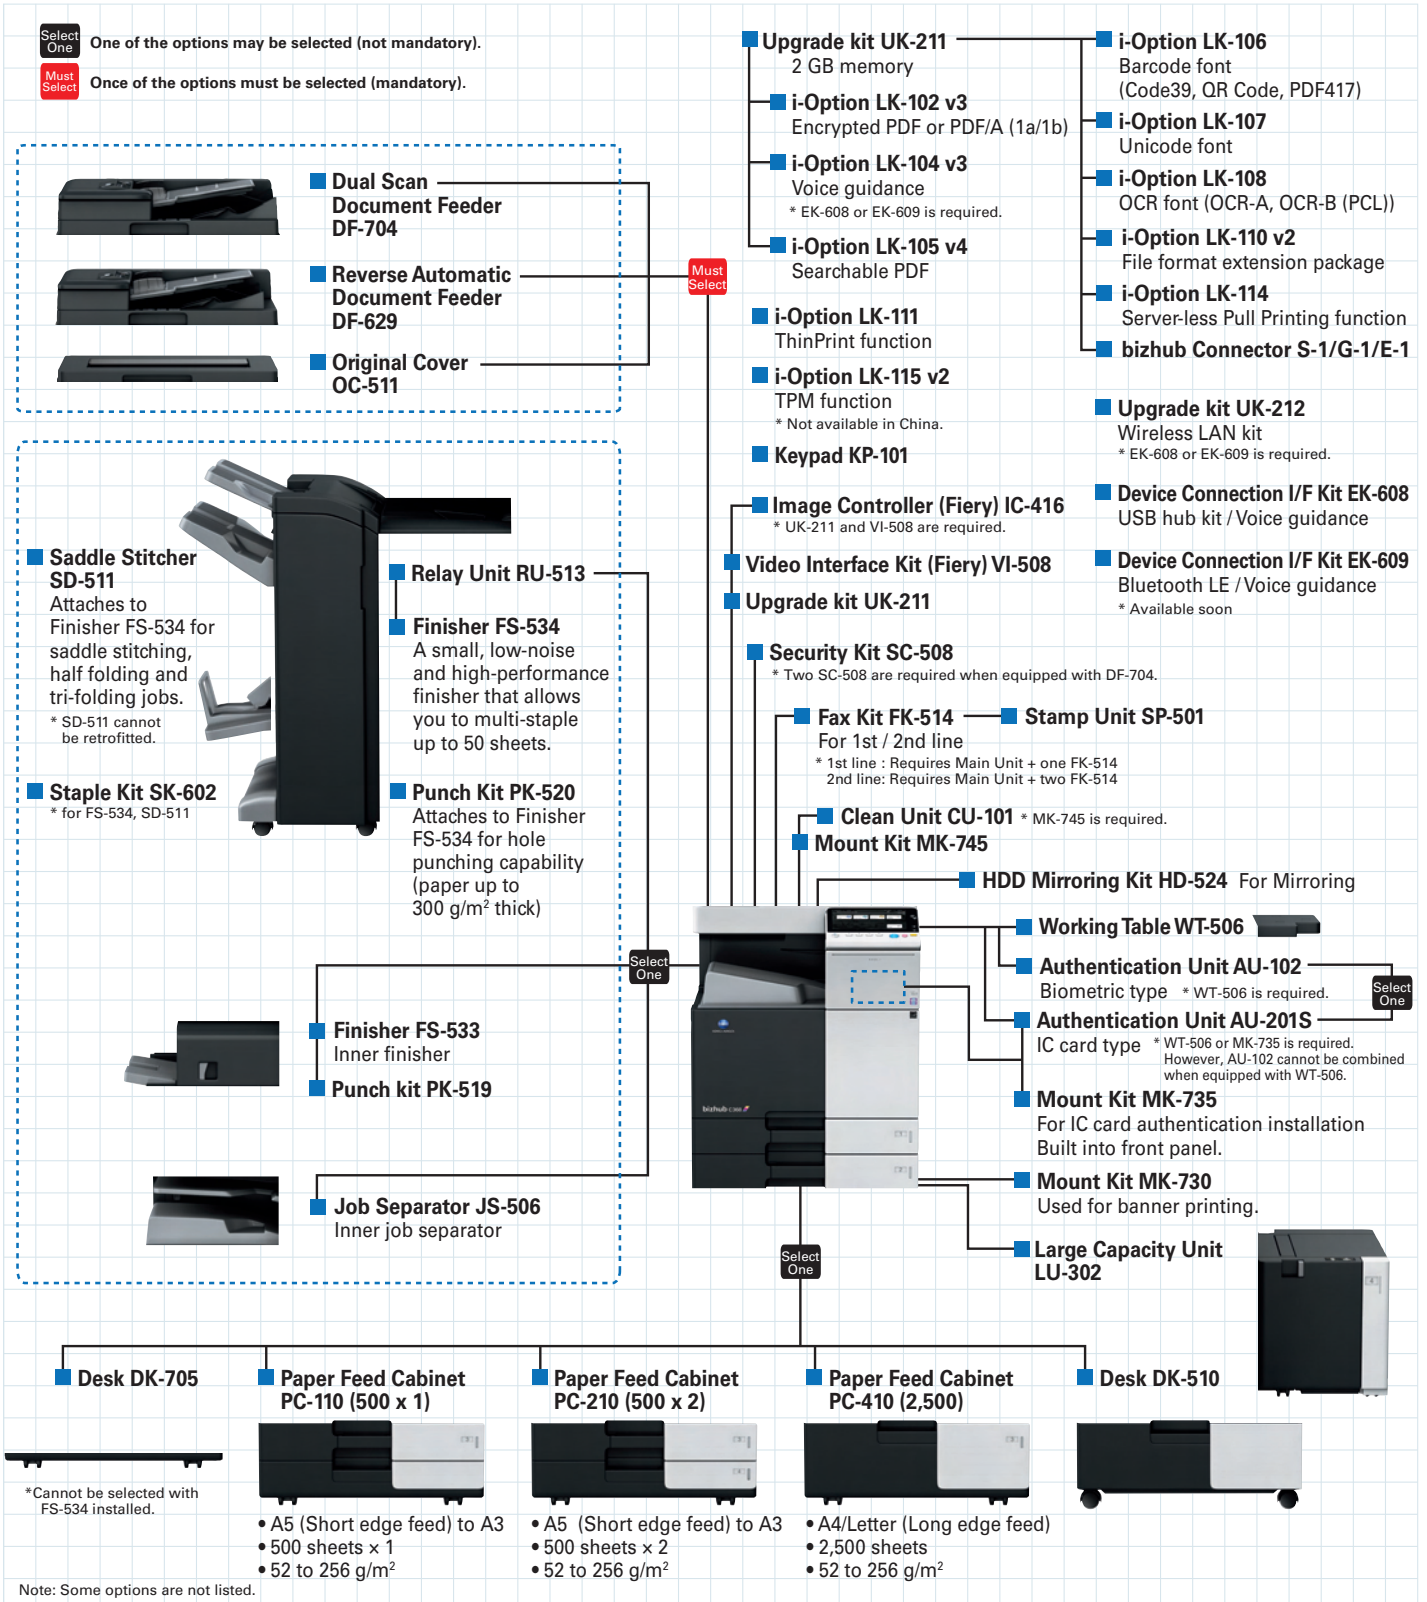 Select
One
One of the options may be selected (not mandatory).
Must
Select
Once of the options must be selected (mandatory).
Dual Scan
Document Feeder
DF-704
Reverse Automatic
Document Feeder
DF-629
Original Cover
OC-511
Must
Select
Saddle Stitcher
SD-511
Attaches to
Finisher FS-534 for
saddle stitching,
half folding and
tri-folding jobs.
* SD-511 cannot
be retrofitted.
Staple Kit SK-602
* for FS-534, SD-511
Relay Unit RU-513
Finisher FS-534
A small, low-noise
and high-performance
finisher that allows
you to multi-staple
up to 50 sheets.
Punch Kit PK-520
Attaches to Finisher
FS-534 for hole
punching capability
(paper up to
300 g/m² thick)
Select
One
Finisher FS-533
Inner finisher
Punch kit PK-519
Job Separator JS-506
Inner job separator
Upgrade kit UK-211
2 GB memory
i-Option LK-102 v3
Encrypted PDF or PDF/A (1a/1b)
i-Option LK-104 v3
Voice guidance
* EK-608 or EK-609 is required.
i-Option LK-105 v4
Searchable PDF
i-Option LK-106
Barcode font
(Code39, QR Code, PDF417)
i-Option LK-107
Unicode font
i-Option LK-108
OCR font (OCR-A, OCR-B (PCL))
i-Option LK-110 v2
File format extension package
i-Option LK-114
Server-less Pull Printing function
bizhub Connector S-1/G-1/E-1
i-Option LK-111
ThinPrint function
i-Option LK-115 v2
TPM function
* Not available in China.
Keypad KP-101
Upgrade kit UK-212
Wireless LAN kit
* EK-608 or EK-609 is required.
Device Connection I/F Kit EK-608
USB hub kit / Voice guidance
Device Connection I/F Kit EK-609
Bluetooth LE / Voice guidance
* Available soon
Image Controller (Fiery) IC-416
* UK-211 and VI-508 are required.
Video Interface Kit (Fiery) VI-508
Upgrade kit UK-211
Security Kit SC-508
* Two SC-508 are required when equipped with DF-704.
Fax Kit FK-514
For 1st / 2nd line
* 1st line : Requires Main Unit + one FK-514
2nd line: Requires Main Unit + two FK-514
Stamp Unit SP-501
Clean Unit CU-101 * MK-745 is required.
Mount Kit MK-745
HDD Mirroring Kit HD-524 For Mirroring
Working Table WT-506
Authentication Unit AU-102
Biometric type * WT-506 is required.
Select
One
Authentication Unit AU-201S
IC card type * WT-506 or MK-735 is required.
However, AU-102 cannot be combined
when equipped with WT-506.
Mount Kit MK-735
For IC card authentication installation
Built into front panel.
bizhub C368
Mount Kit MK-730
Used for banner printing.
Large Capacity Unit
LU-302
Select
One
Desk DK-705
*Cannot be selected with
FS-534 installed.
Paper Feed Cabinet
PC-110 (500 x 1)
• A5 (Short edge feed) to A3
• 500 sheets × 1
• 52 to 256 g/m²
Paper Feed Cabinet
PC-210 (500 x 2)
• A5 (Short edge feed) to A3
• 500 sheets × 2
• 52 to 256 g/m²
Paper Feed Cabinet
PC-410 (2,500)
• A4/Letter (Long edge feed)
• 2,500 sheets
• 52 to 256 g/m²
Desk DK-510
Note: Some options are not listed.